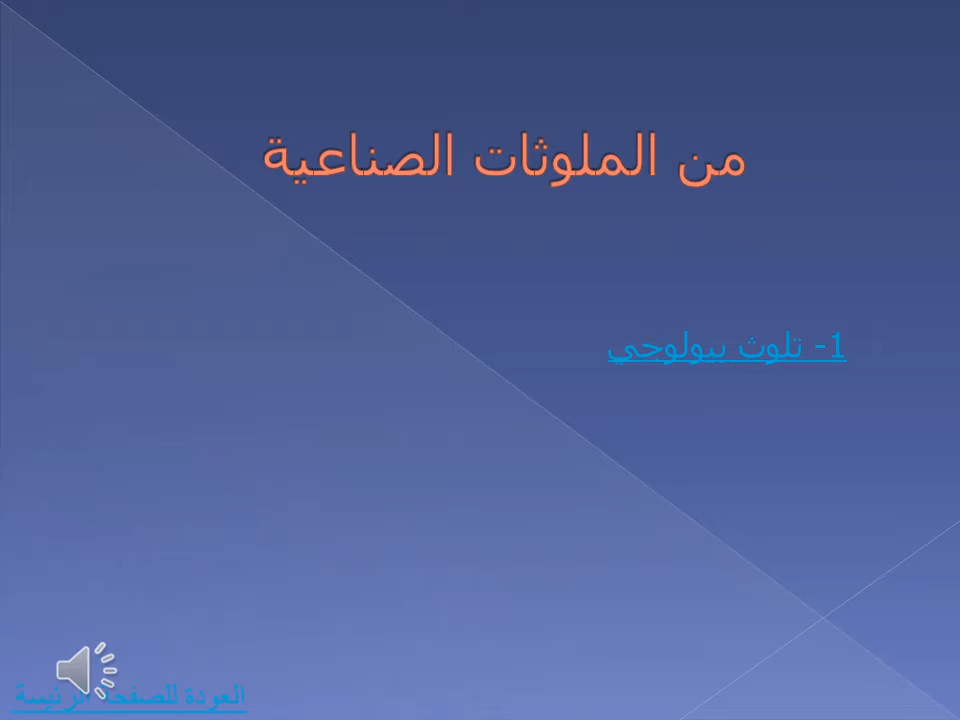 من الملوثات الصناعية
1- تلوث بيولوجي
العودة للصفحة الرئيسة